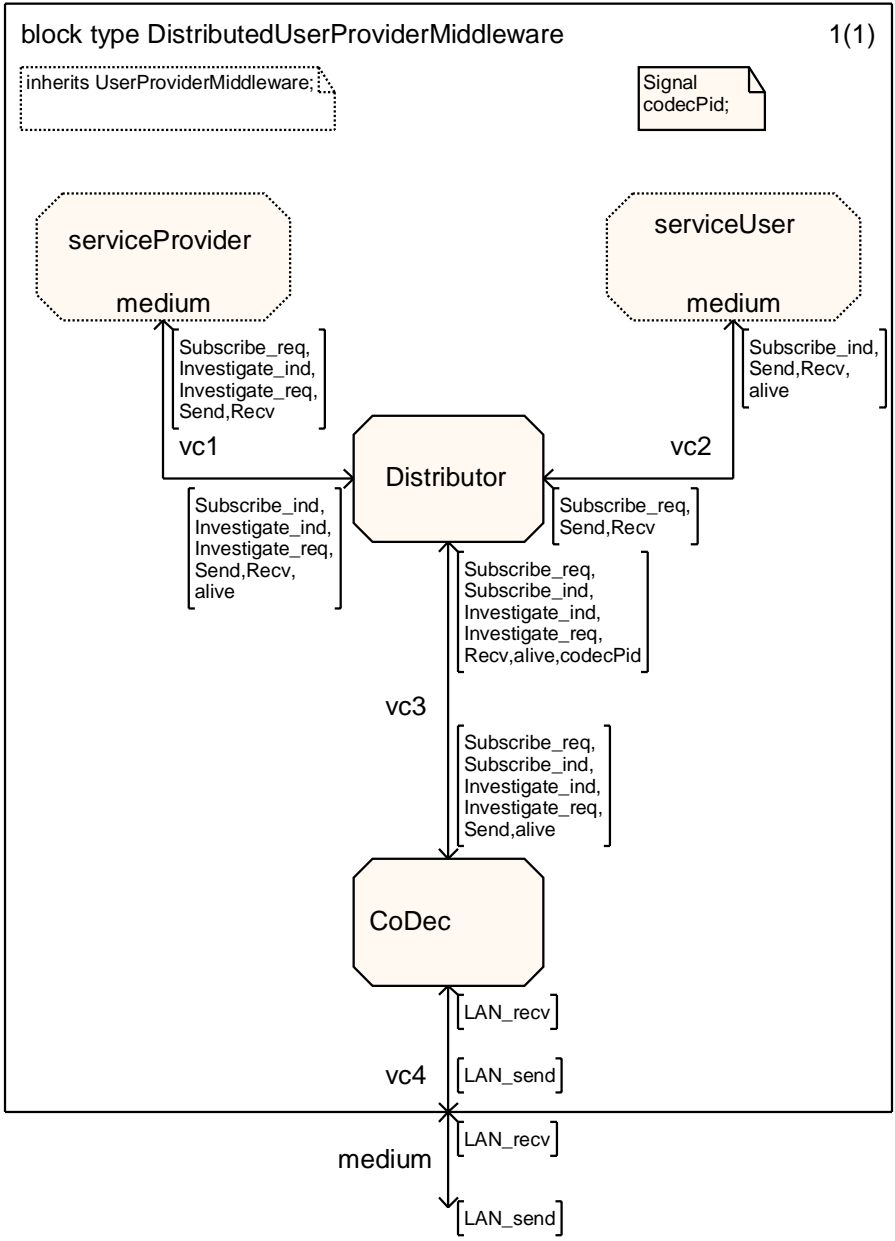 block type DistributedUserProviderMiddleware
1(1)
inherits UserProviderMiddleware;
Signal
codecPid;
serviceProvider
medium
serviceUser
medium
Subscribe_req,
Investigate_ind,
Investigate_req,
Send,Recv
Subscribe_ind,
Send,Recv,
alive
vc1
vc2
Distributor
Subscribe_ind,
Investigate_ind,
Investigate_req,
Send,Recv,
alive
Subscribe_req,
Send,Recv
Subscribe_req,
Subscribe_ind,
Investigate_ind,
Investigate_req,
Recv,alive,codecPid
vc3
Subscribe_req,
Subscribe_ind,
Investigate_ind,
Investigate_req,
Send,alive
CoDec
LAN_recv
vc4
LAN_send
LAN_recv
medium
LAN_send